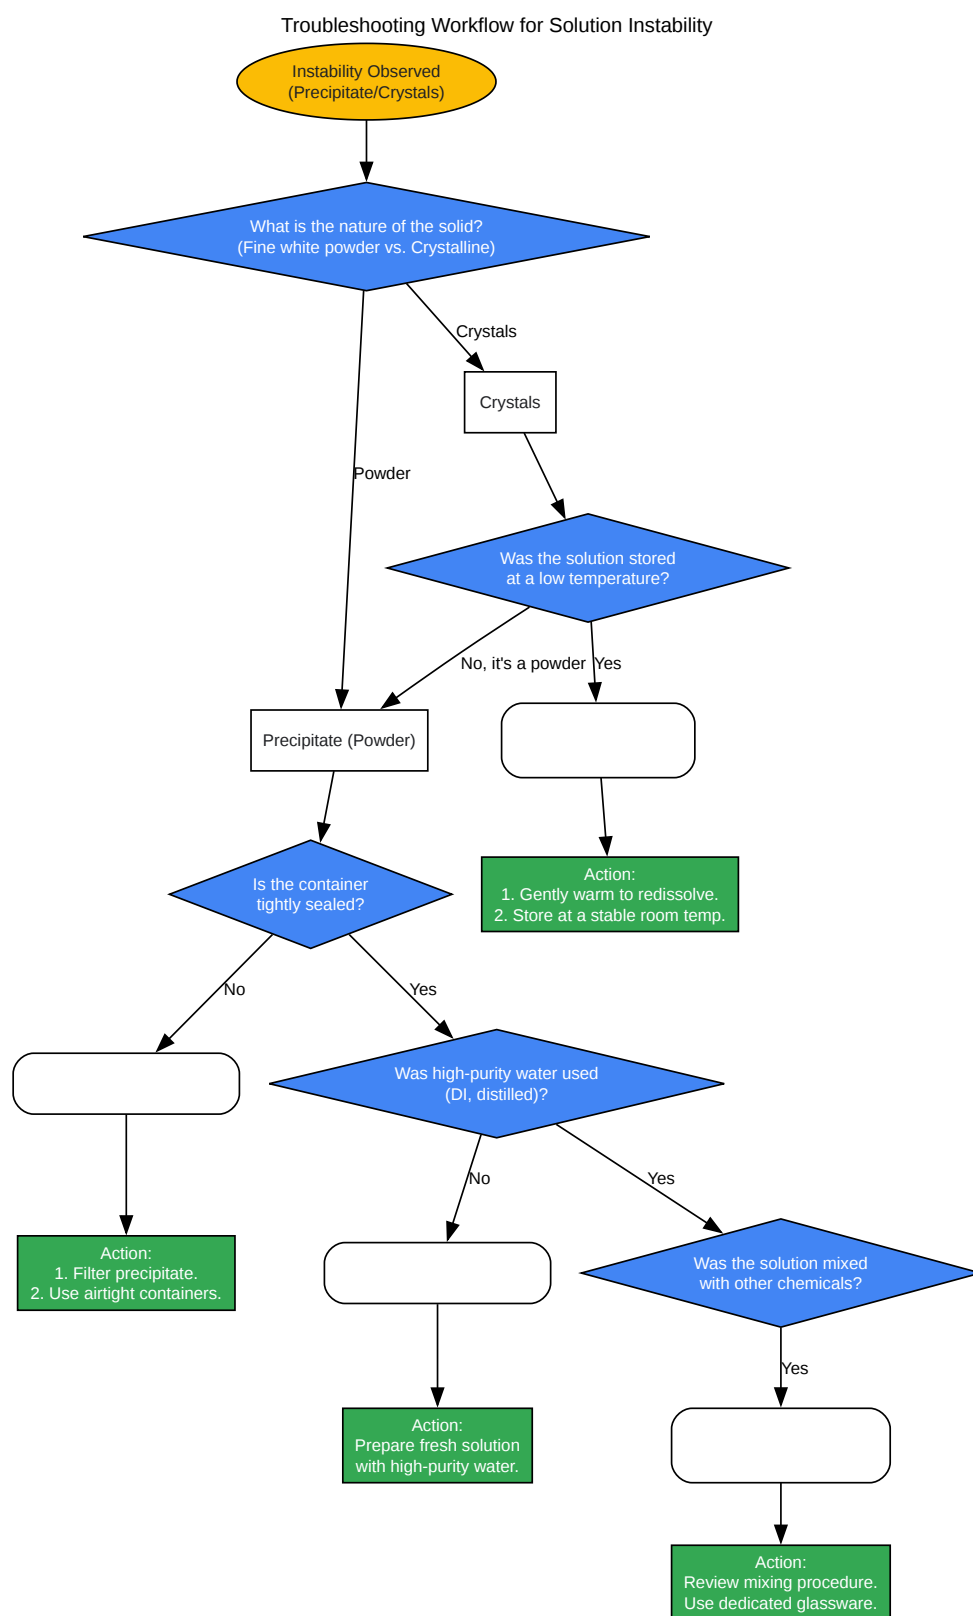 Troubleshooting Workflow for Solution Instability
Instability Observed
(Precipitate/Crystals)
What is the nature of the solid?
(Fine white powder vs. Crystalline)
Crystals
Crystals
Powder
Was the solution stored
at a low temperature?
No, it's a powder
Yes
Precipitate (Powder)
Action:
1. Gently warm to redissolve.
2. Store at a stable room temp.
Is the container
tightly sealed?
No
Yes
Was high-purity water used
(DI, distilled)?
No
Yes
Action:
1. Filter precipitate.
2. Use airtight containers.
Was the solution mixed
with other chemicals?
Yes
Action:
Prepare fresh solution
with high-purity water.
Action:
Review mixing procedure.
Use dedicated glassware.